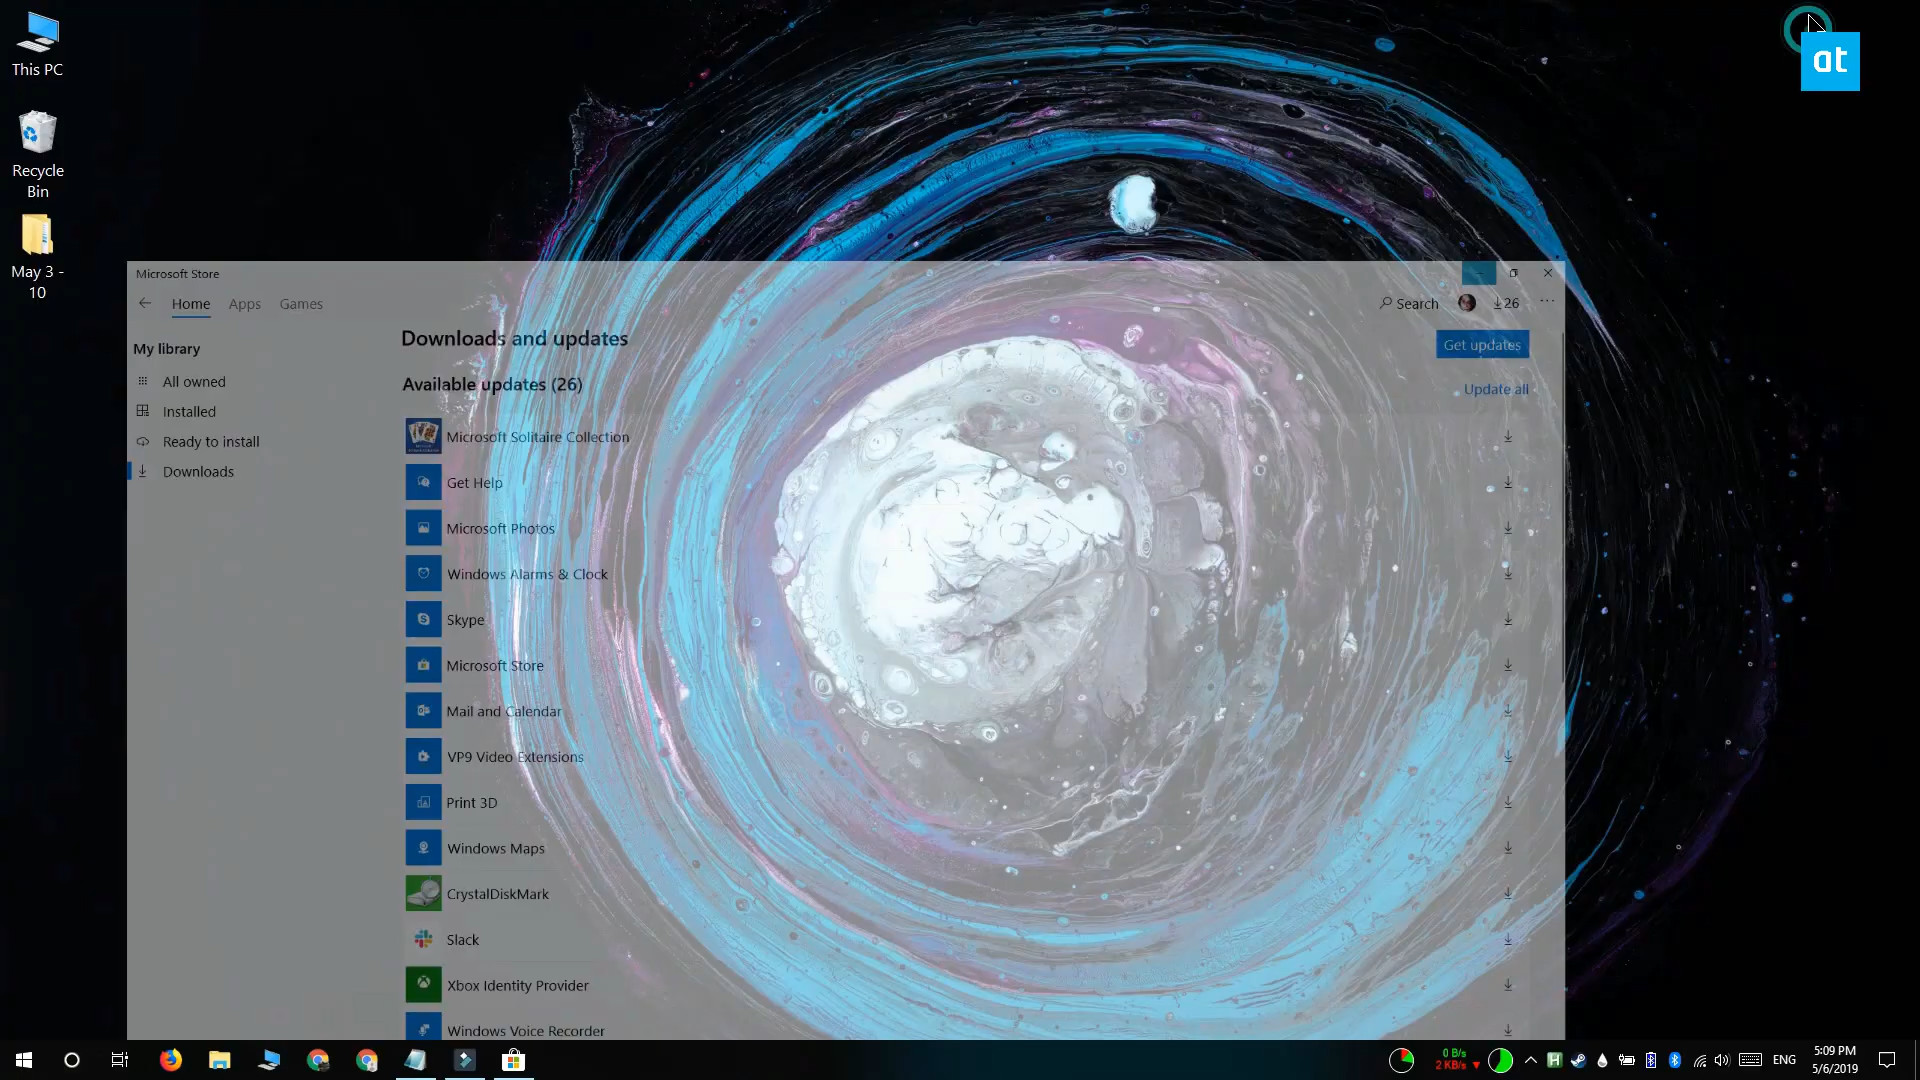 This PC
at
Recycle
Bin
May 3 -
10
Microsoft Store
Home
Apps
Games
Search
26
My library
All owned
Installed
Ready to install
Downloads
Downloads and updates
Get updates
Available updates (26)
Update all
Microsoft Solitaire Collection
Get Help
Microsoft Photos
Windows Alarms & Clock
Skype
Microsoft Store
Mail and Calendar
VP9 Video Extensions
Print 3D
Windows Maps
CrystalDiskMark
Slack
Xbox Identity Provider
Windows Voice Recorder
0 B/s
2 KB/s
H
ENG
5:09 PM
5/6/2019